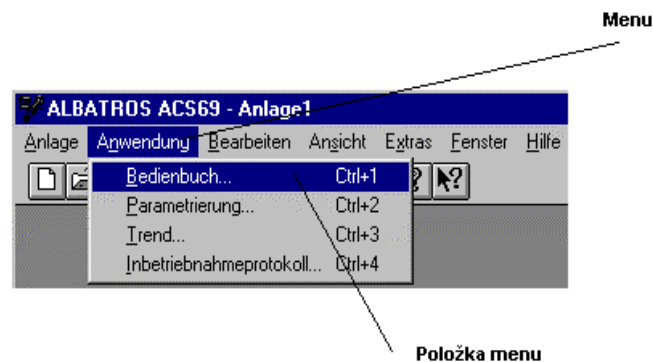 Menu
ALBATROS ACS69 - Anlage1
Anlage Anwendung Bearbeiten Ansicht Extras Fenster Hilfe
Bedienbuch... Ctrl+1
Parametrierung... Ctrl+2
Trend... Ctrl+3
Inbetriebnahmeprotokoll... Ctrl+4
Položka menu